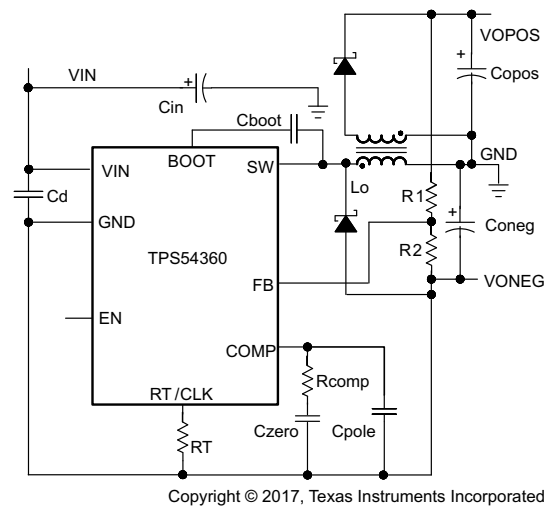 VOPOS
VIN
+
+
Copos
Cin
Cboot
GND
BOOT
VIN
SW
Cd
Lo
R1
GND
+
Coneg
TPS54360
R2
FB
VONEG
EN
COMP
Rcomp
RT/CLK
Czero
Cpole
RT
Copyright © 2017, Texas Instruments Incorporated